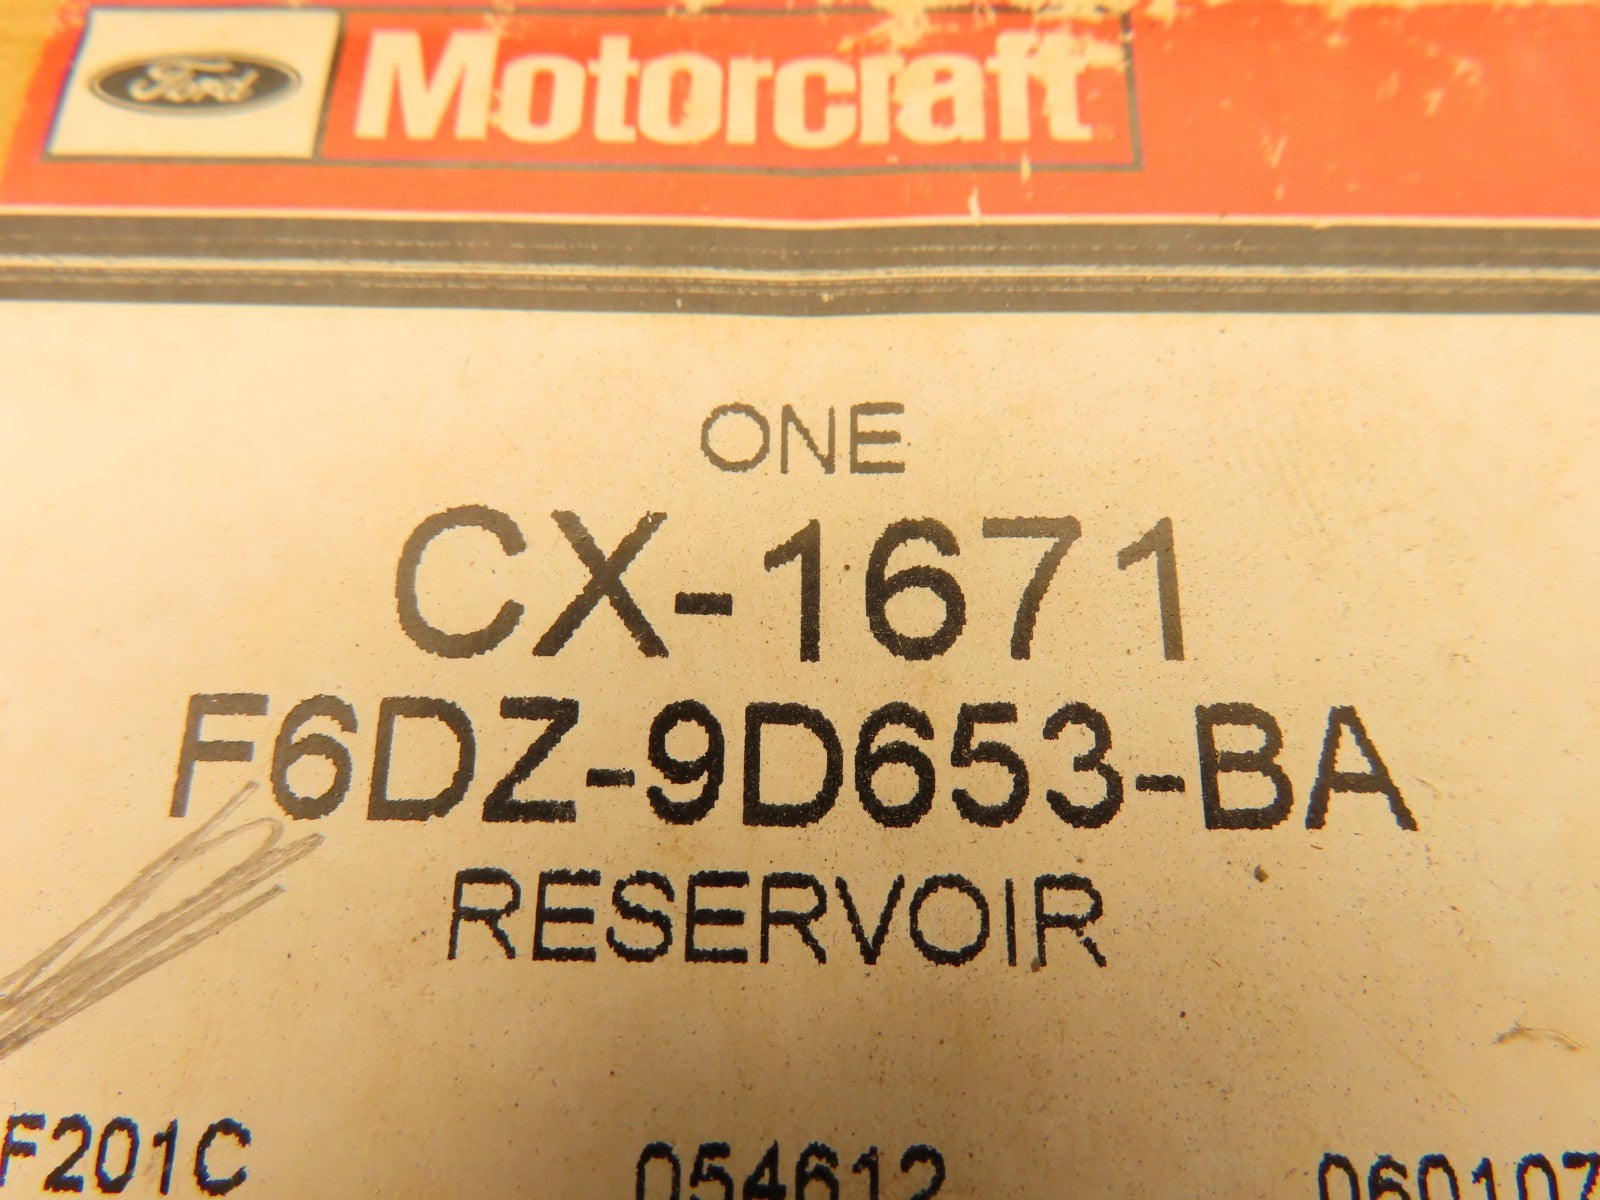 Ford Motorcraft
ONE
CX-1671
F6DZ-9D653-BA
RESERVOIR
F201C 054612 060107